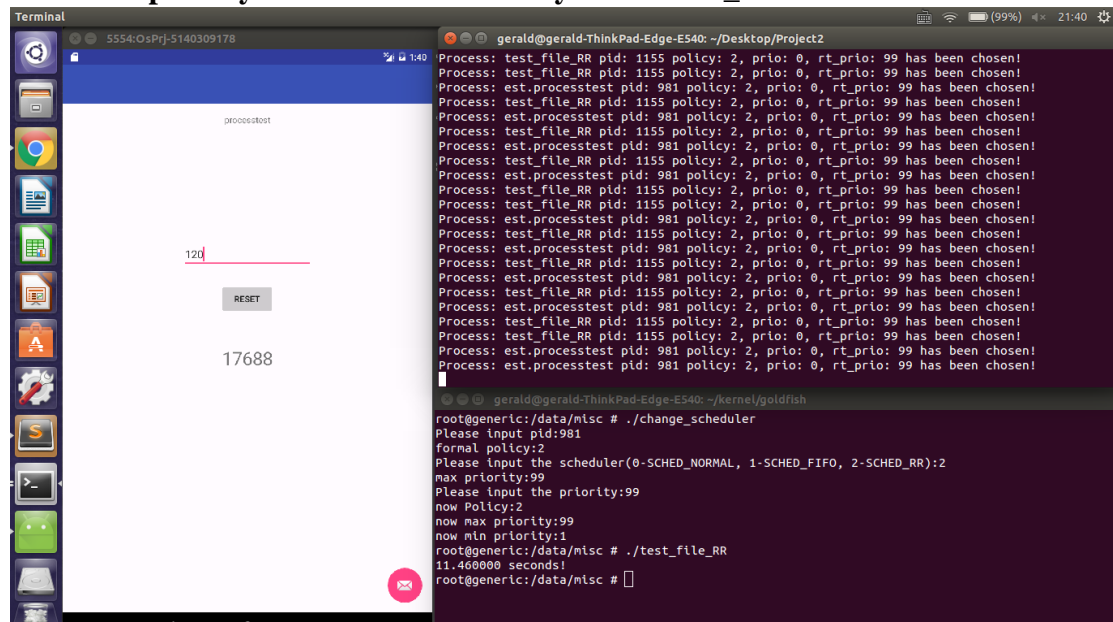 Terminal
(99%)
21:40
5554:OsPrj-5140309178
1:40
processtest
120
RESET
17688
gerald@gerald-ThinkPad-Edge-E540: ~/Desktop/Project2
Process: test_file_RR pid: 1155 policy: 2, prio: 0, rt_prio: 99 has been chosen!
Process: test_file_RR pid: 1155 policy: 2, prio: 0, rt_prio: 99 has been chosen!
Process: est.processtest pid: 981 policy: 2, prio: 0, rt_prio: 99 has been chosen!
Process: test_file_RR pid: 1155 policy: 2, prio: 0, rt_prio: 99 has been chosen!
Process: est.processtest pid: 981 policy: 2, prio: 0, rt_prio: 99 has been chosen!
Process: test_file_RR pid: 1155 policy: 2, prio: 0, rt_prio: 99 has been chosen!
Process: est.processtest pid: 981 policy: 2, prio: 0, rt_prio: 99 has been chosen!
Process: test_file_RR pid: 1155 policy: 2, prio: 0, rt_prio: 99 has been chosen!
Process: est.processtest pid: 981 policy: 2, prio: 0, rt_prio: 99 has been chosen!
Process: test_file_RR pid: 1155 policy: 2, prio: 0, rt_prio: 99 has been chosen!
Process: test_file_RR pid: 1155 policy: 2, prio: 0, rt_prio: 99 has been chosen!
Process: est.processtest pid: 981 policy: 2, prio: 0, rt_prio: 99 has been chosen!
Process: test_file_RR pid: 1155 policy: 2, prio: 0, rt_prio: 99 has been chosen!
Process: est.processtest pid: 981 policy: 2, prio: 0, rt_prio: 99 has been chosen!
Process: test_file_RR pid: 1155 policy: 2, prio: 0, rt_prio: 99 has been chosen!
Process: est.processtest pid: 981 policy: 2, prio: 0, rt_prio: 99 has been chosen!
Process: test_file_RR pid: 1155 policy: 2, prio: 0, rt_prio: 99 has been chosen!
Process: est.processtest pid: 981 policy: 2, prio: 0, rt_prio: 99 has been chosen!
Process: test_file_RR pid: 1155 policy: 2, prio: 0, rt_prio: 99 has been chosen!
Process: test_file_RR pid: 1155 policy: 2, prio: 0, rt_prio: 99 has been chosen!
Process: est.processtest pid: 981 policy: 2, prio: 0, rt_prio: 99 has been chosen!
Process: est.processtest pid: 981 policy: 2, prio: 0, rt_prio: 99 has been chosen!
gerald@gerald-ThinkPad-Edge-E540: ~/kernel/goldfish
root@generic:/data/misc # ./change_scheduler
Please input pid:981
formal policy:2
Please input the scheduler(0-SCHED_NORMAL, 1-SCHED_FIFO, 2-SCHED_RR):2
max priority:99
Please input the priority:99
now Policy:2
now max priority:99
now min priority:1
root@generic:/data/misc # ./test_file_RR
11.460000 seconds!
root@generic:/data/misc #